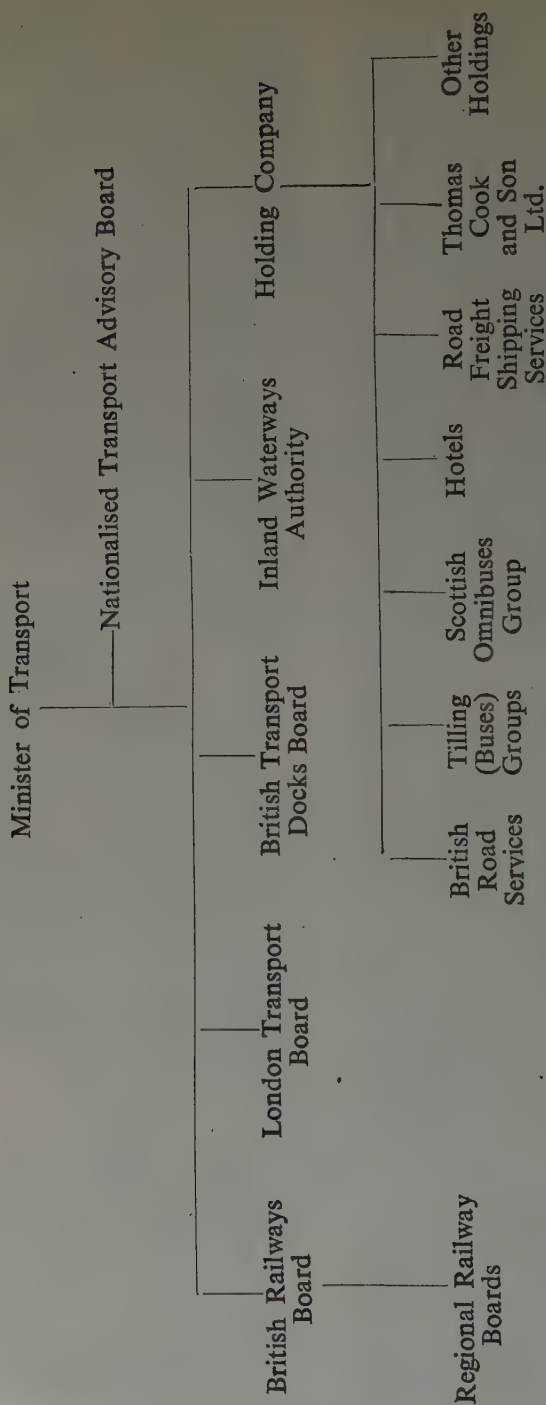 Minister of Transport
Nationalised Transport Advisory Board
British Railways
Board
London Transport
Board
British Transport
Docks Board
Inland Waterways
Authority
Holding Company
Regional Railway
Boards
British
Road
Services
Tilling
(Buses)
Groups
Scottish
Omnibuses
Group
Hotels
Road
Freight
Shipping
Services
Thomas
Cook
and Son
Ltd.
Other
Holdings